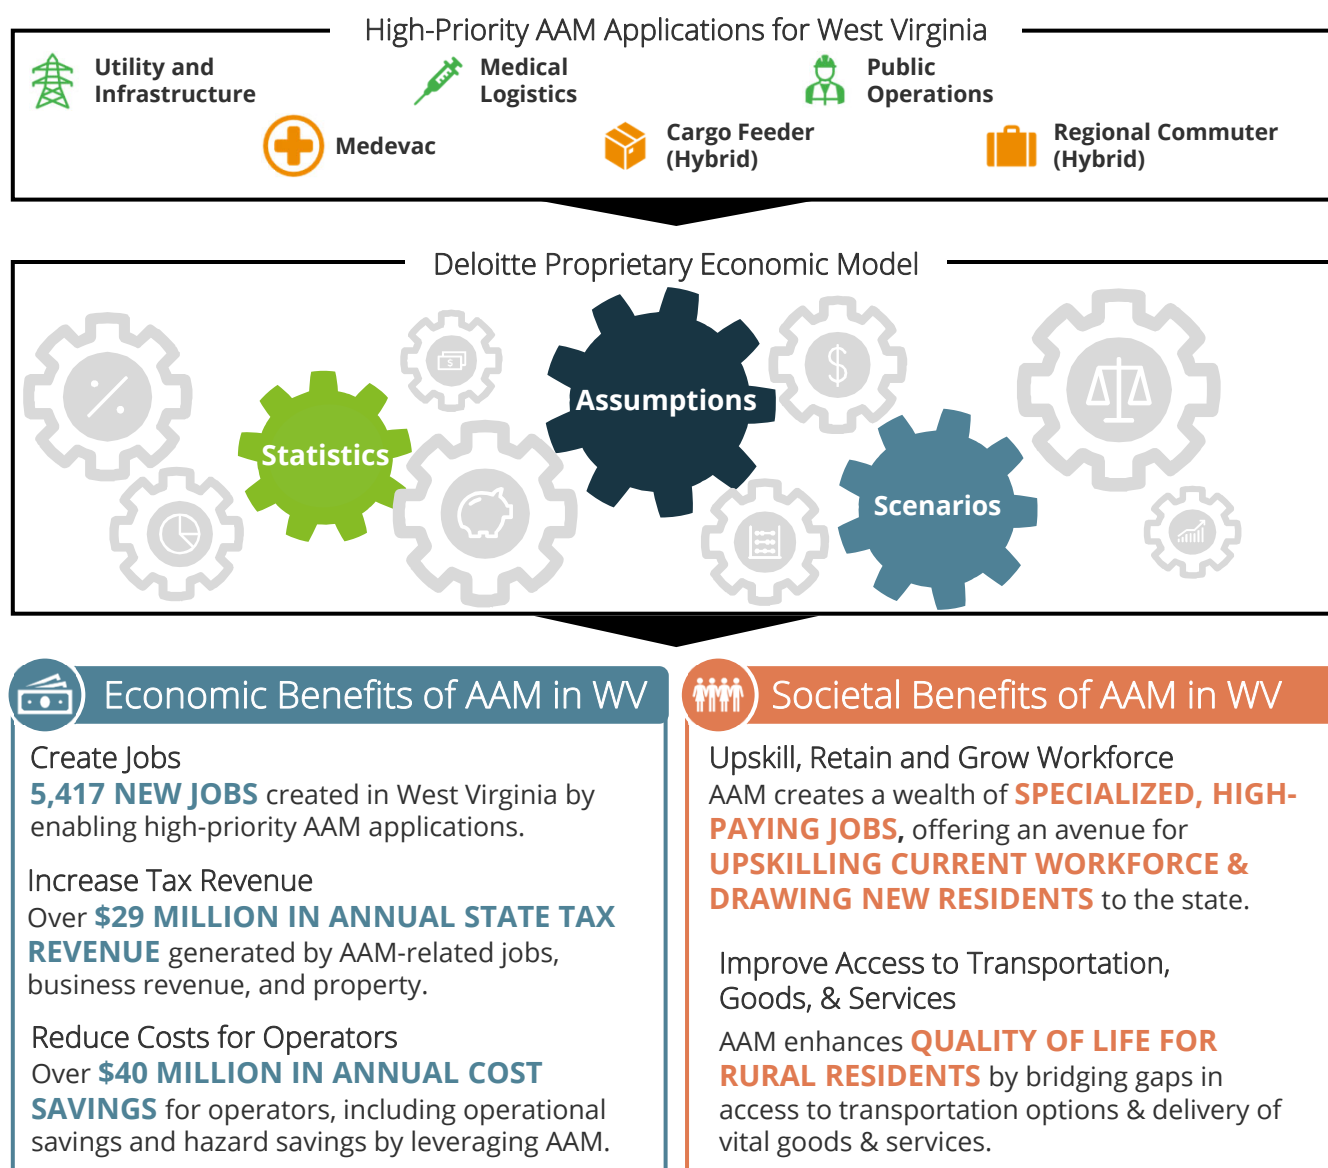 High-Priority AAM Applications for West Virginia
Utility and
Infrastructure
Medical
Logistics
Public
Operations
Medevac
Cargo Feeder
(Hybrid)
Regional Commuter
(Hybrid)
Deloitte Proprietary Economic Model
Statistics
Assumptions
Scenarios
Economic Benefits of AAM in WV
Create Jobs
5,417 NEW JOBS created in West Virginia by
enabling high-priority AAM applications.
Increase Tax Revenue
Over $29 MILLION IN ANNUAL STATE TAX
REVENUE generated by AAM-related jobs,
business revenue, and property.
Reduce Costs for Operators
Over $40 MILLION IN ANNUAL COST
SAVINGS for operators, including operational
savings and hazard savings by leveraging AAM.
Societal Benefits of AAM in WV
Upskill, Retain and Grow Workforce
AAM creates a wealth of SPECIALIZED, HIGH-
PAYING JOBS, offering an avenue for
UPSKILLING CURRENT WORKFORCE &
DRAWING NEW RESIDENTS to the state.
Improve Access to Transportation,
Goods, & Services
AAM enhances QUALITY OF LIFE FOR
RURAL RESIDENTS by bridging gaps in
access to transportation options & delivery of
vital goods & services.